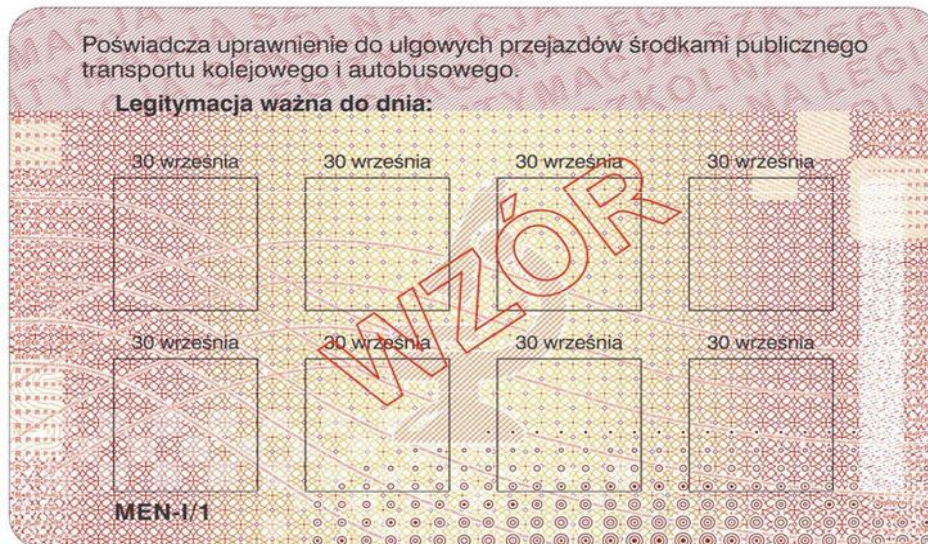 Poświadcza uprawnienie do ulgowych przejazdów środkami publicznego
transportu kolejowego i autobusowego.
Legitymacja ważna do dnia:
30 września 30 września 30 września 30 września
WZÓR
30 września 30 września 30 września 30 września
MEN-I/1